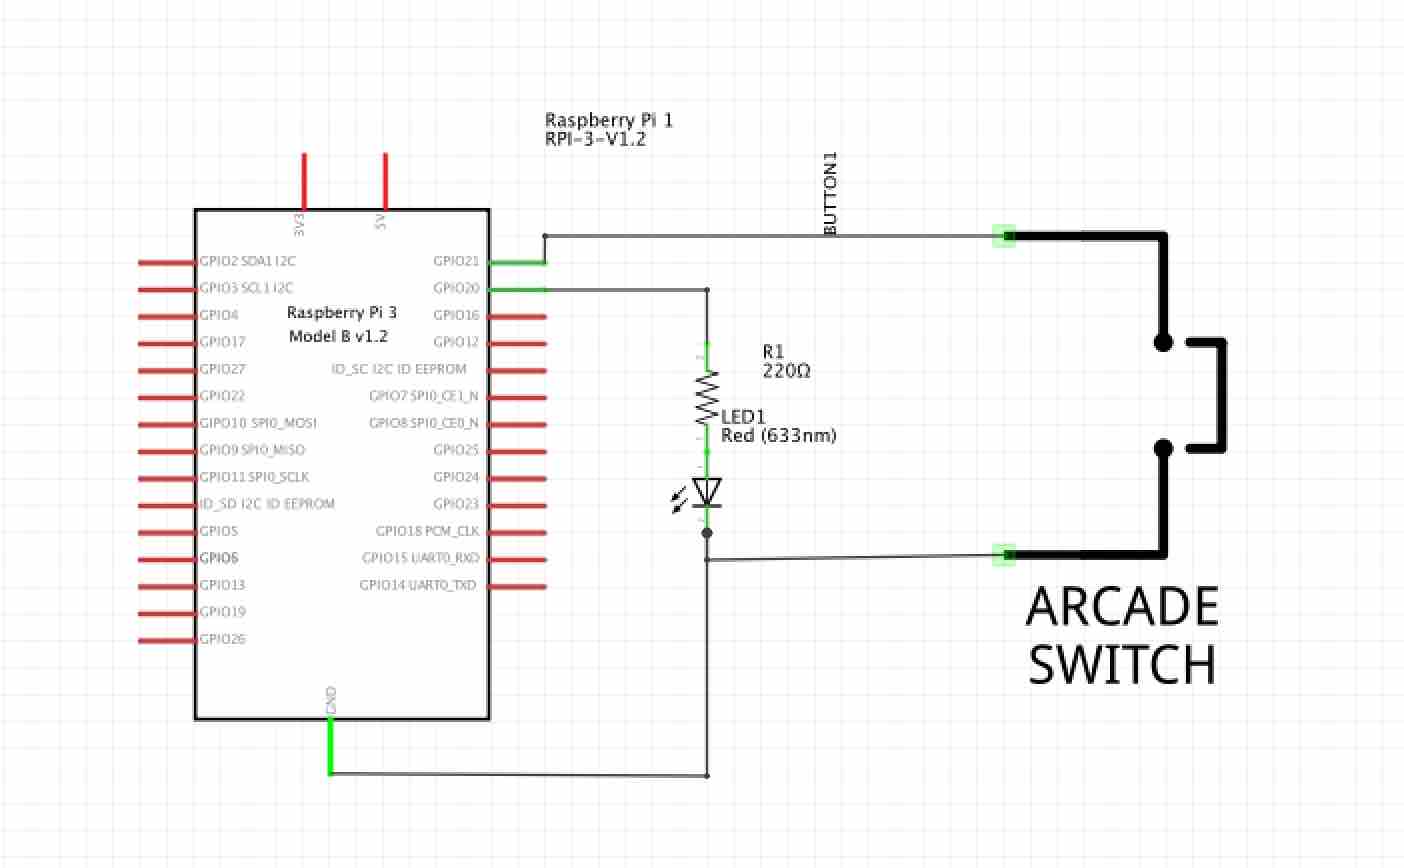 Raspberry Pi 1
RPI-3-V1.2
BUTTON1
3V3
5V
GPIO2 SDA1 I2C
GPIO21
GPIO3 SCL1 I2C
GPIO20
Raspberry Pi 3
Model B v1.2
GPIO4
GPIO16
GPIO17
GPIO12
GPIO27
ID_SC I2C ID EEPROM
GPIO22
GPIO7 SPI0_CE1_N
GPIO10 SPI0_MOSI
GPIO8 SPI0_CE0_N
GPIO9 SPI0_MISO
GPIO25
GPIO11 SPI0_SCLK
GPIO24
ID_SD I2C ID EEPROM
GPIO23
GPIO5
GPIO18 PCM_CLK
GPIO6
GPIO15 UART0_RXD
GPIO13
GPIO14 UART0_TXD
GPIO19
GPIO26
GND
R1
220Ω
LED1
Red (633nm)
ARCADE
SWITCH